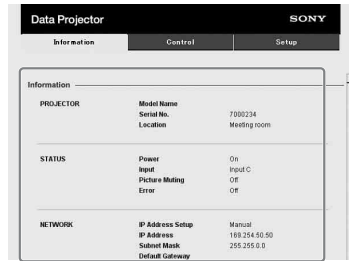 Data Projector SONY
Information Control Setup
Information
PROJECTOR Model Name
Serial No. 7000234
Location Meeting room
STATUS Power On
Input Input C
Picture Muting Off
Error Off
NETWORK IP Address Setup Manual
IP Address 169.254.50.50
Subnet Mask 255.255.0.0
Default Gateway